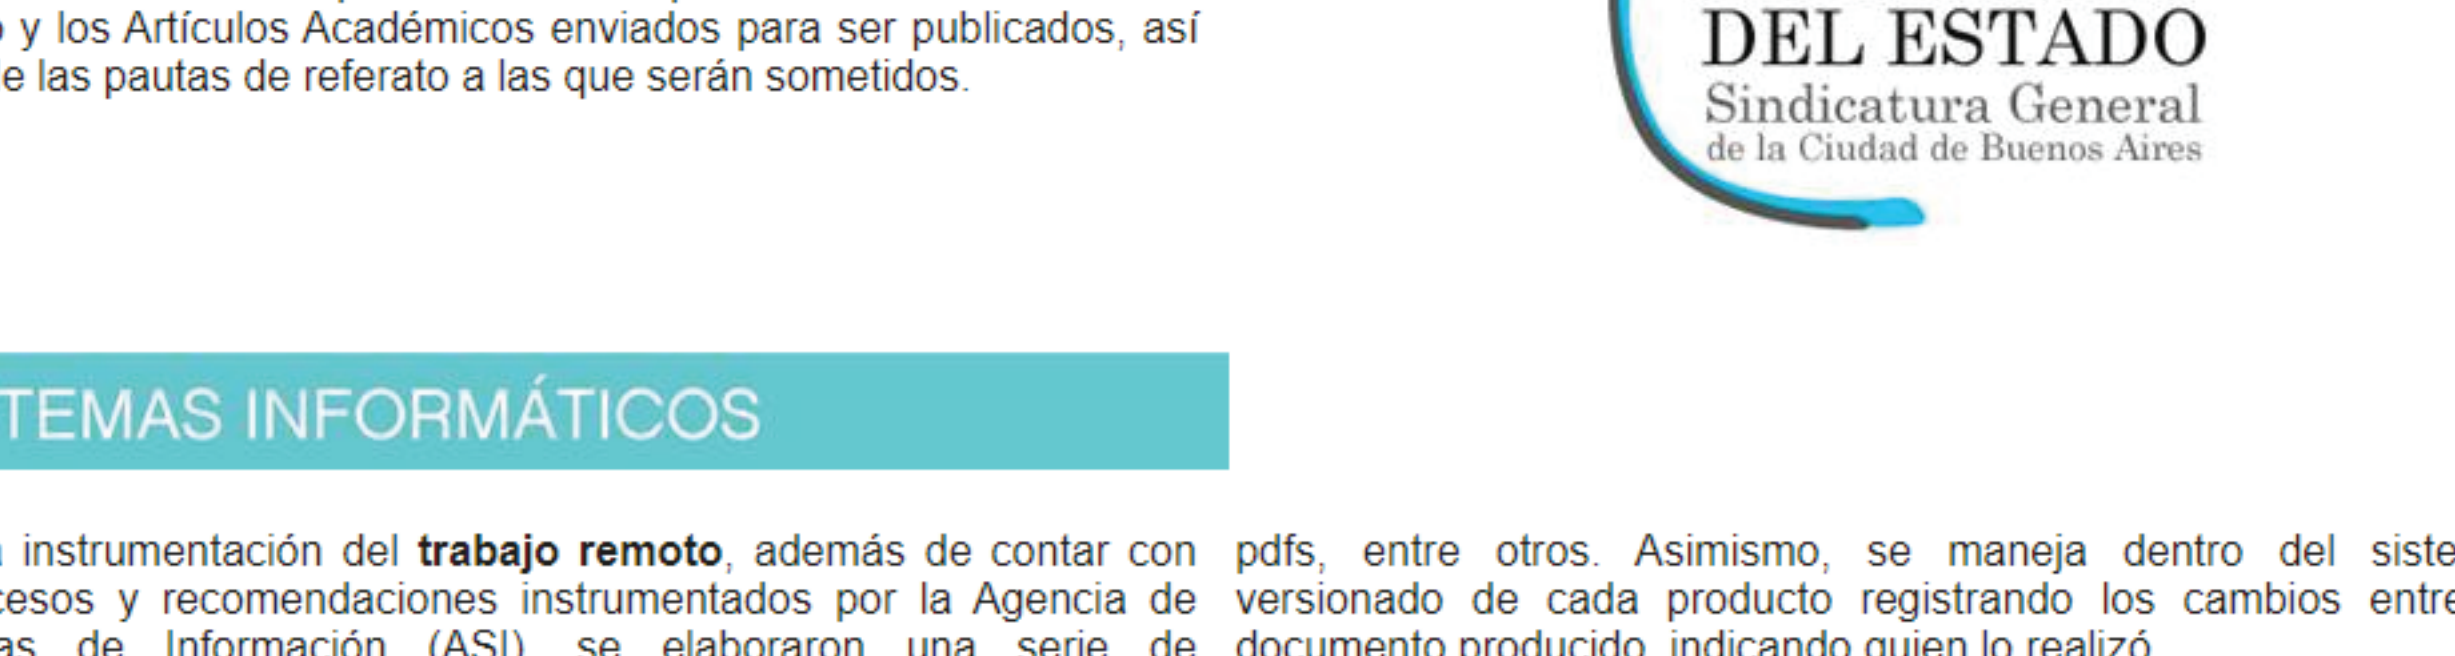 y los Artículos Académicos enviados para ser publicados, así
las pautas de referato a las que serán sometidos.
DEL ESTADO
Sindicatura General
de la Ciudad de Buenos Aires
TEMAS INFORMÁTICOS
instrumentación del trabajo remoto, además de contar con
y recomendaciones instrumentados por la Agencia de
de Información (ASI), se elaboraron una serie de
pdfs, entre otros. Asimismo, se maneja dentro del siste
versionado de cada producto registrando los cambios entre
documento producido, indicando quien lo realizó